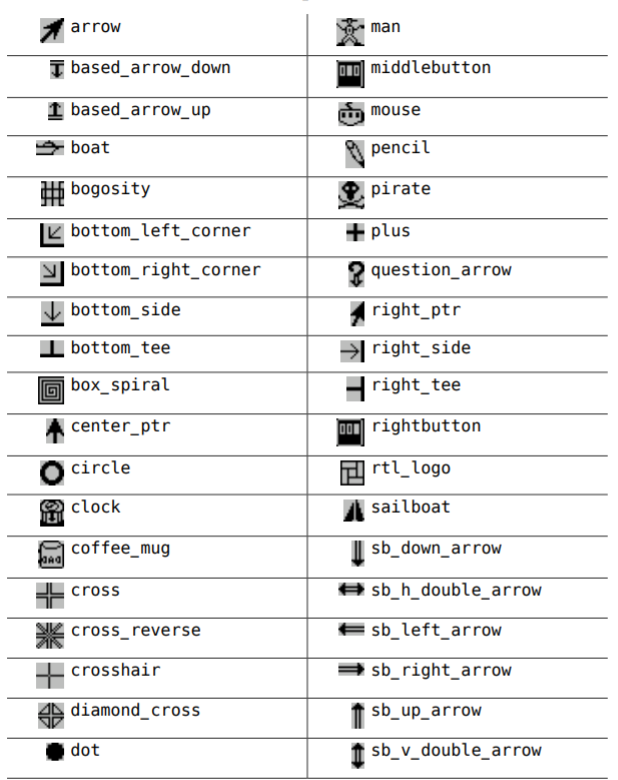 arrow man
based_arrow_down middlebutton
based_arrow_up mouse
boat pencil
bogosity pirate
bottom_left_corner plus
bottom_right_corner question_arrow
bottom_side right_ptr
bottom_tee right_side
box_spiral right_tee
center_ptr rightbutton
circle rtl_logo
clock sailboat
coffee_mug sb_down_arrow
cross sb_h_double_arrow
cross_reverse sb_left_arrow
crosshair sb_right_arrow
diamond_cross sb_up_arrow
dot sb_v_double_arrow